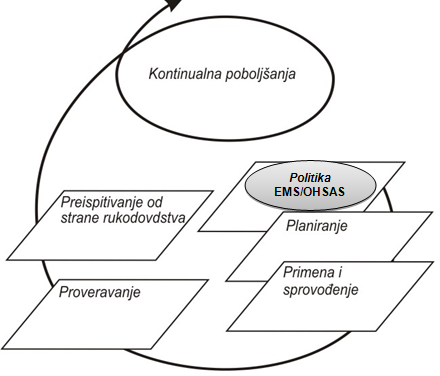 Kontinualna poboljšanja
Politika
EMS/OHSAS
Planiranje
Primena i
sprovođenje
Proveravanje
Preispitivanje od
strane rukodovdstva